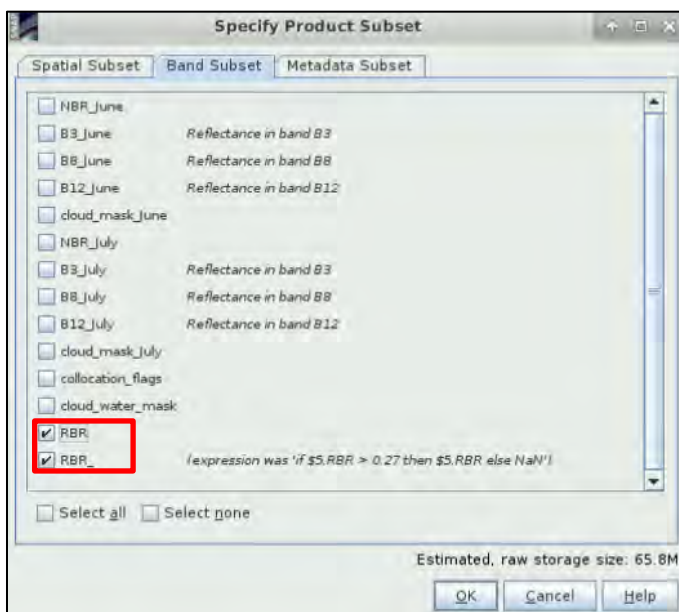 Specify Product Subset
Spatial Subset Band Subset Metadata Subset
NBR_June
B3_June Reflectance in band B3
B8_June Reflectance in band B8
B12_June Reflectance in band B12
cloud_mask_June
NBR_July
B3_July Reflectance in band B3
B8_July Reflectance in band B8
B12_July Reflectance in band B12
cloud_mask_July
collocation_flags
cloud_water_mask
RBR
RBR_ (expression was 'if $5.RBR > 0.27 then $5.RBR else NaN')
Select all Select none
Estimated, raw storage size: 65.8M
OK Cancel Help